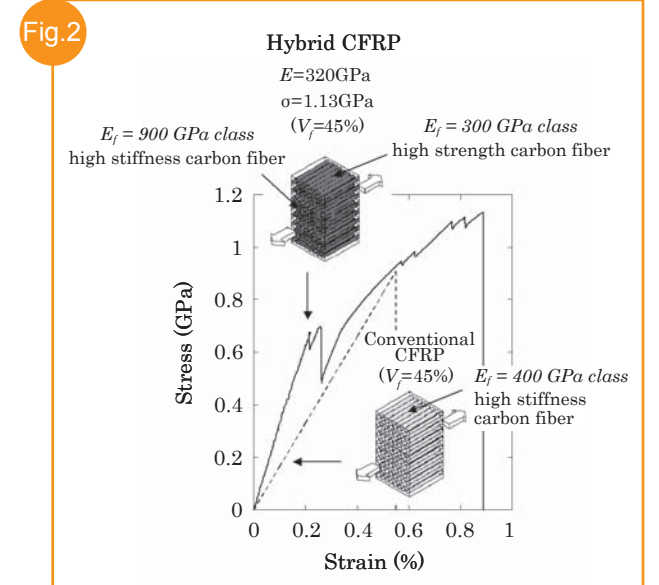 Fig.2
Hybrid CFRP
E=320GPa
σ=1.13GPa
(Vf=45%)
Ef = 900 GPa class
high stiffness carbon fiber
Ef = 300 GPa class
high strength carbon fiber
1.2
1
0.8
0.6
0.4
0.2
0
Stress (GPa)
Conventional
CFRP
(Vf=45%)
Ef = 400 GPa class
high stiffness
carbon fiber
0 0.2 0.4 0.6 0.8 1
Strain (%)